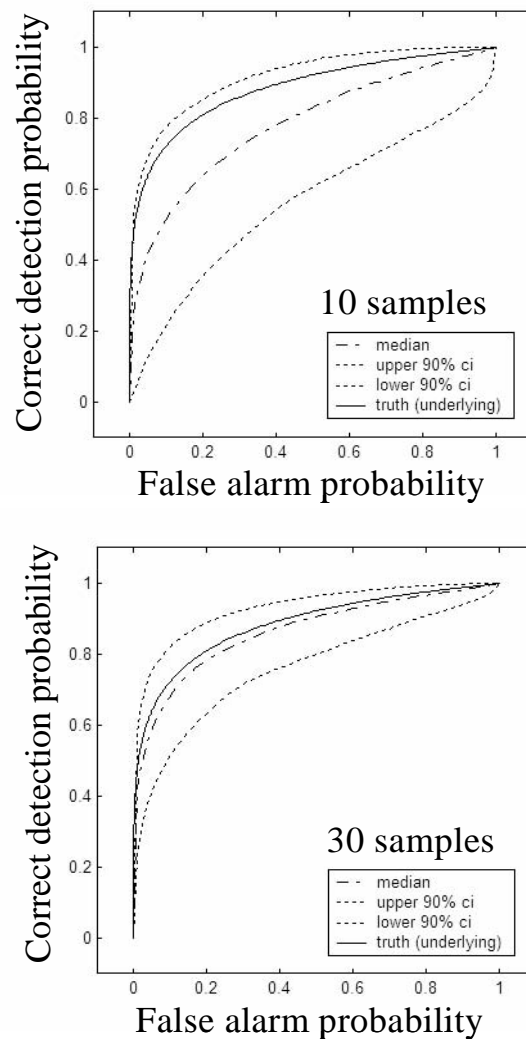 Correct detection probability
1
0.8
0.6
0.4
0.2
0
10 samples
median
upper 90% ci
lower 90% ci
truth (underlying)
0 0.2 0.4 0.6 0.8 1
False alarm probability
Correct detection probability
1
0.8
0.6
0.4
0.2
0
30 samples
median
upper 90% ci
lower 90% ci
truth (underlying)
0 0.2 0.4 0.6 0.8 1
False alarm probability